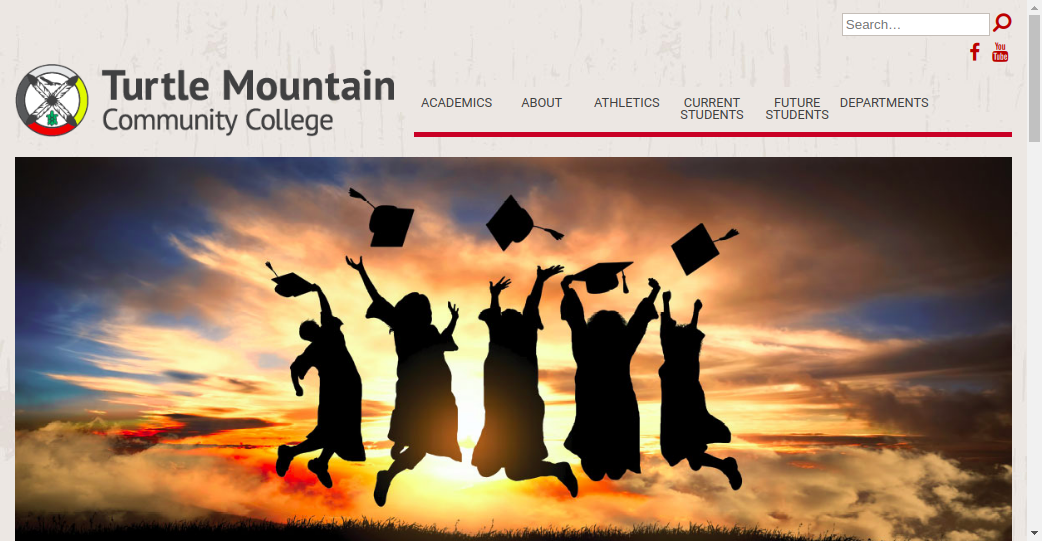 Search...
You
Tube
Turtle Mountain
Community College
ACADEMICS
ABOUT
ATHLETICS
CURRENT
STUDENTS
FUTURE
STUDENTS
DEPARTMENTS